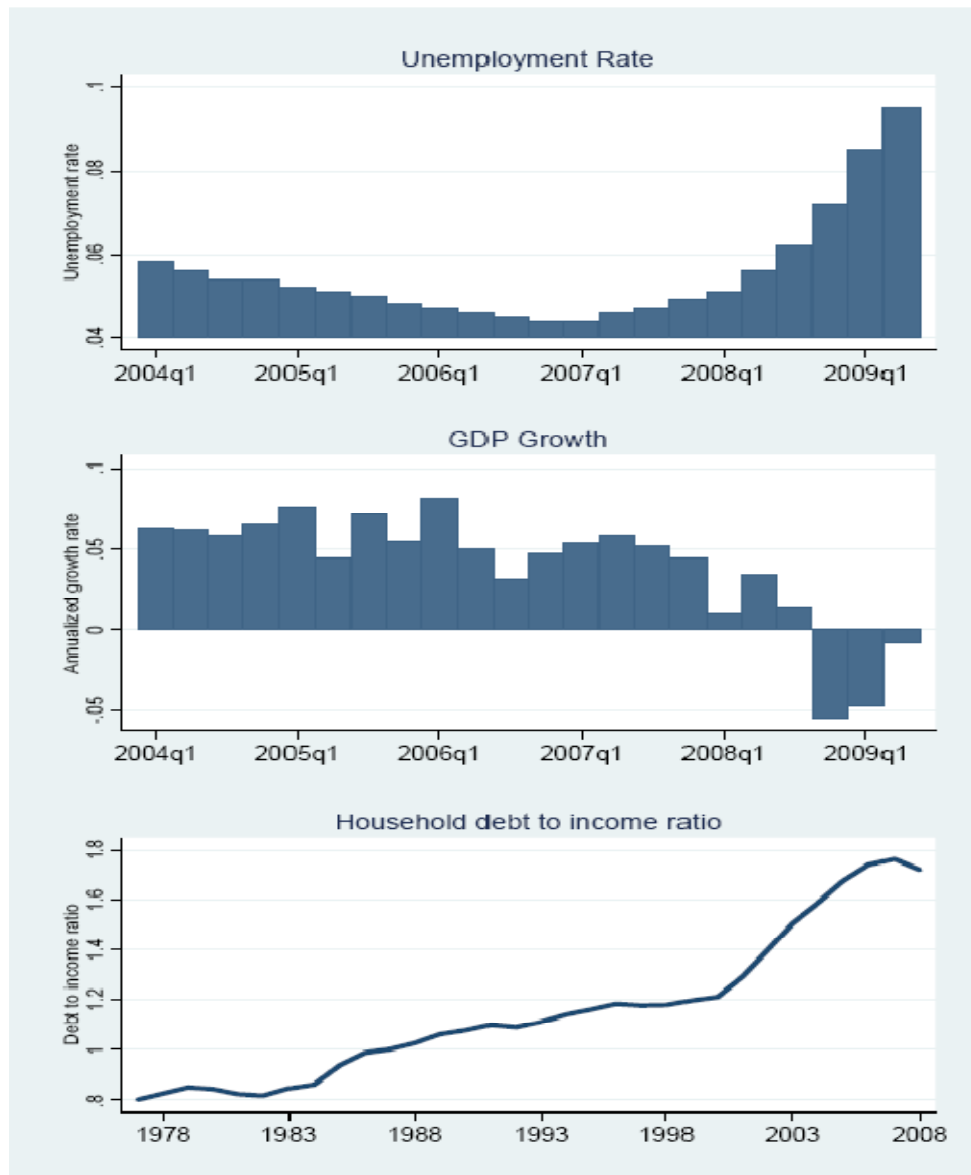 Unemployment Rate
Unemployment rate
.1
.08
.06
.04
2004q1 2005q1 2006q1 2007q1 2008q1 2009q1
GDP Growth
Annualized growth rate
.1
.05
0
-.05
2004q1 2005q1 2006q1 2007q1 2008q1 2009q1
Household debt to income ratio
Debt to income ratio
1.8
1.6
1.4
1.2
1
.8
1978 1983 1988 1993 1998 2003 2008